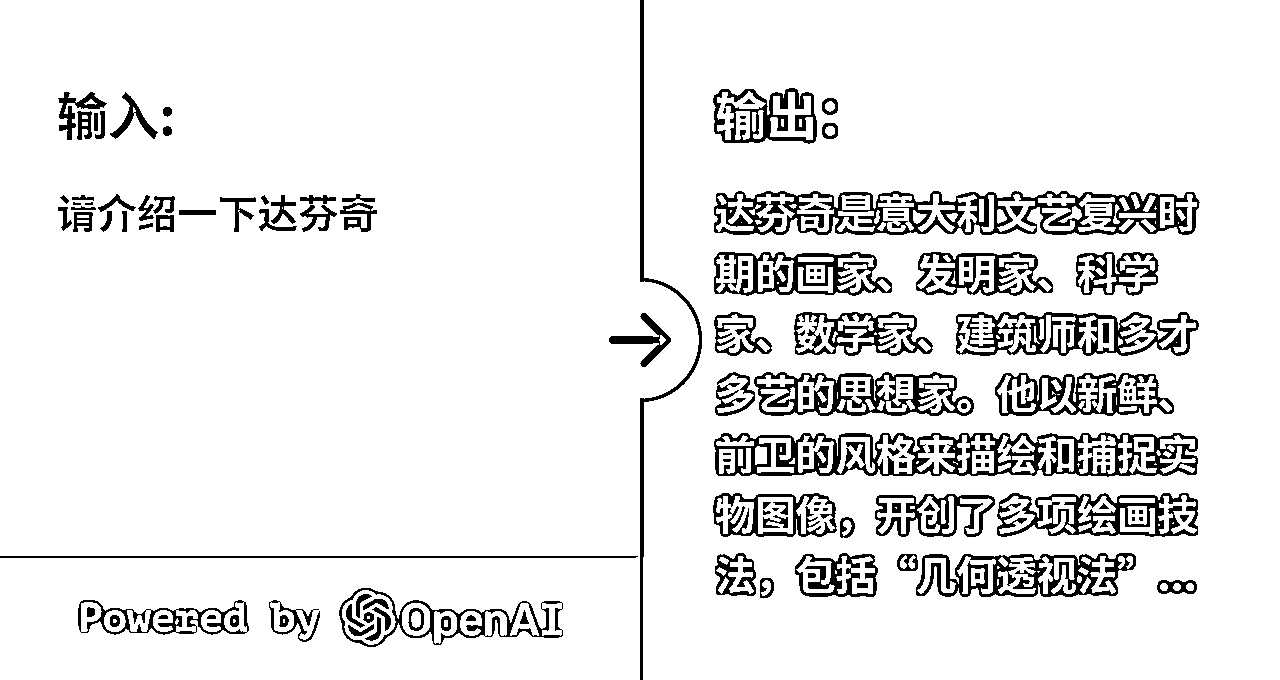 输入:
请介绍一下达芬奇
Powered by OpenAI
输出:
达芬奇是意大利文艺复兴时
期的画家、发明家、科学
家、数学家、建筑师和多才
多艺的思想家。他以新鲜、
前卫的风格来描绘和捕捉实
物图像，开创了多项绘画技
法，包括“几何透视法”...